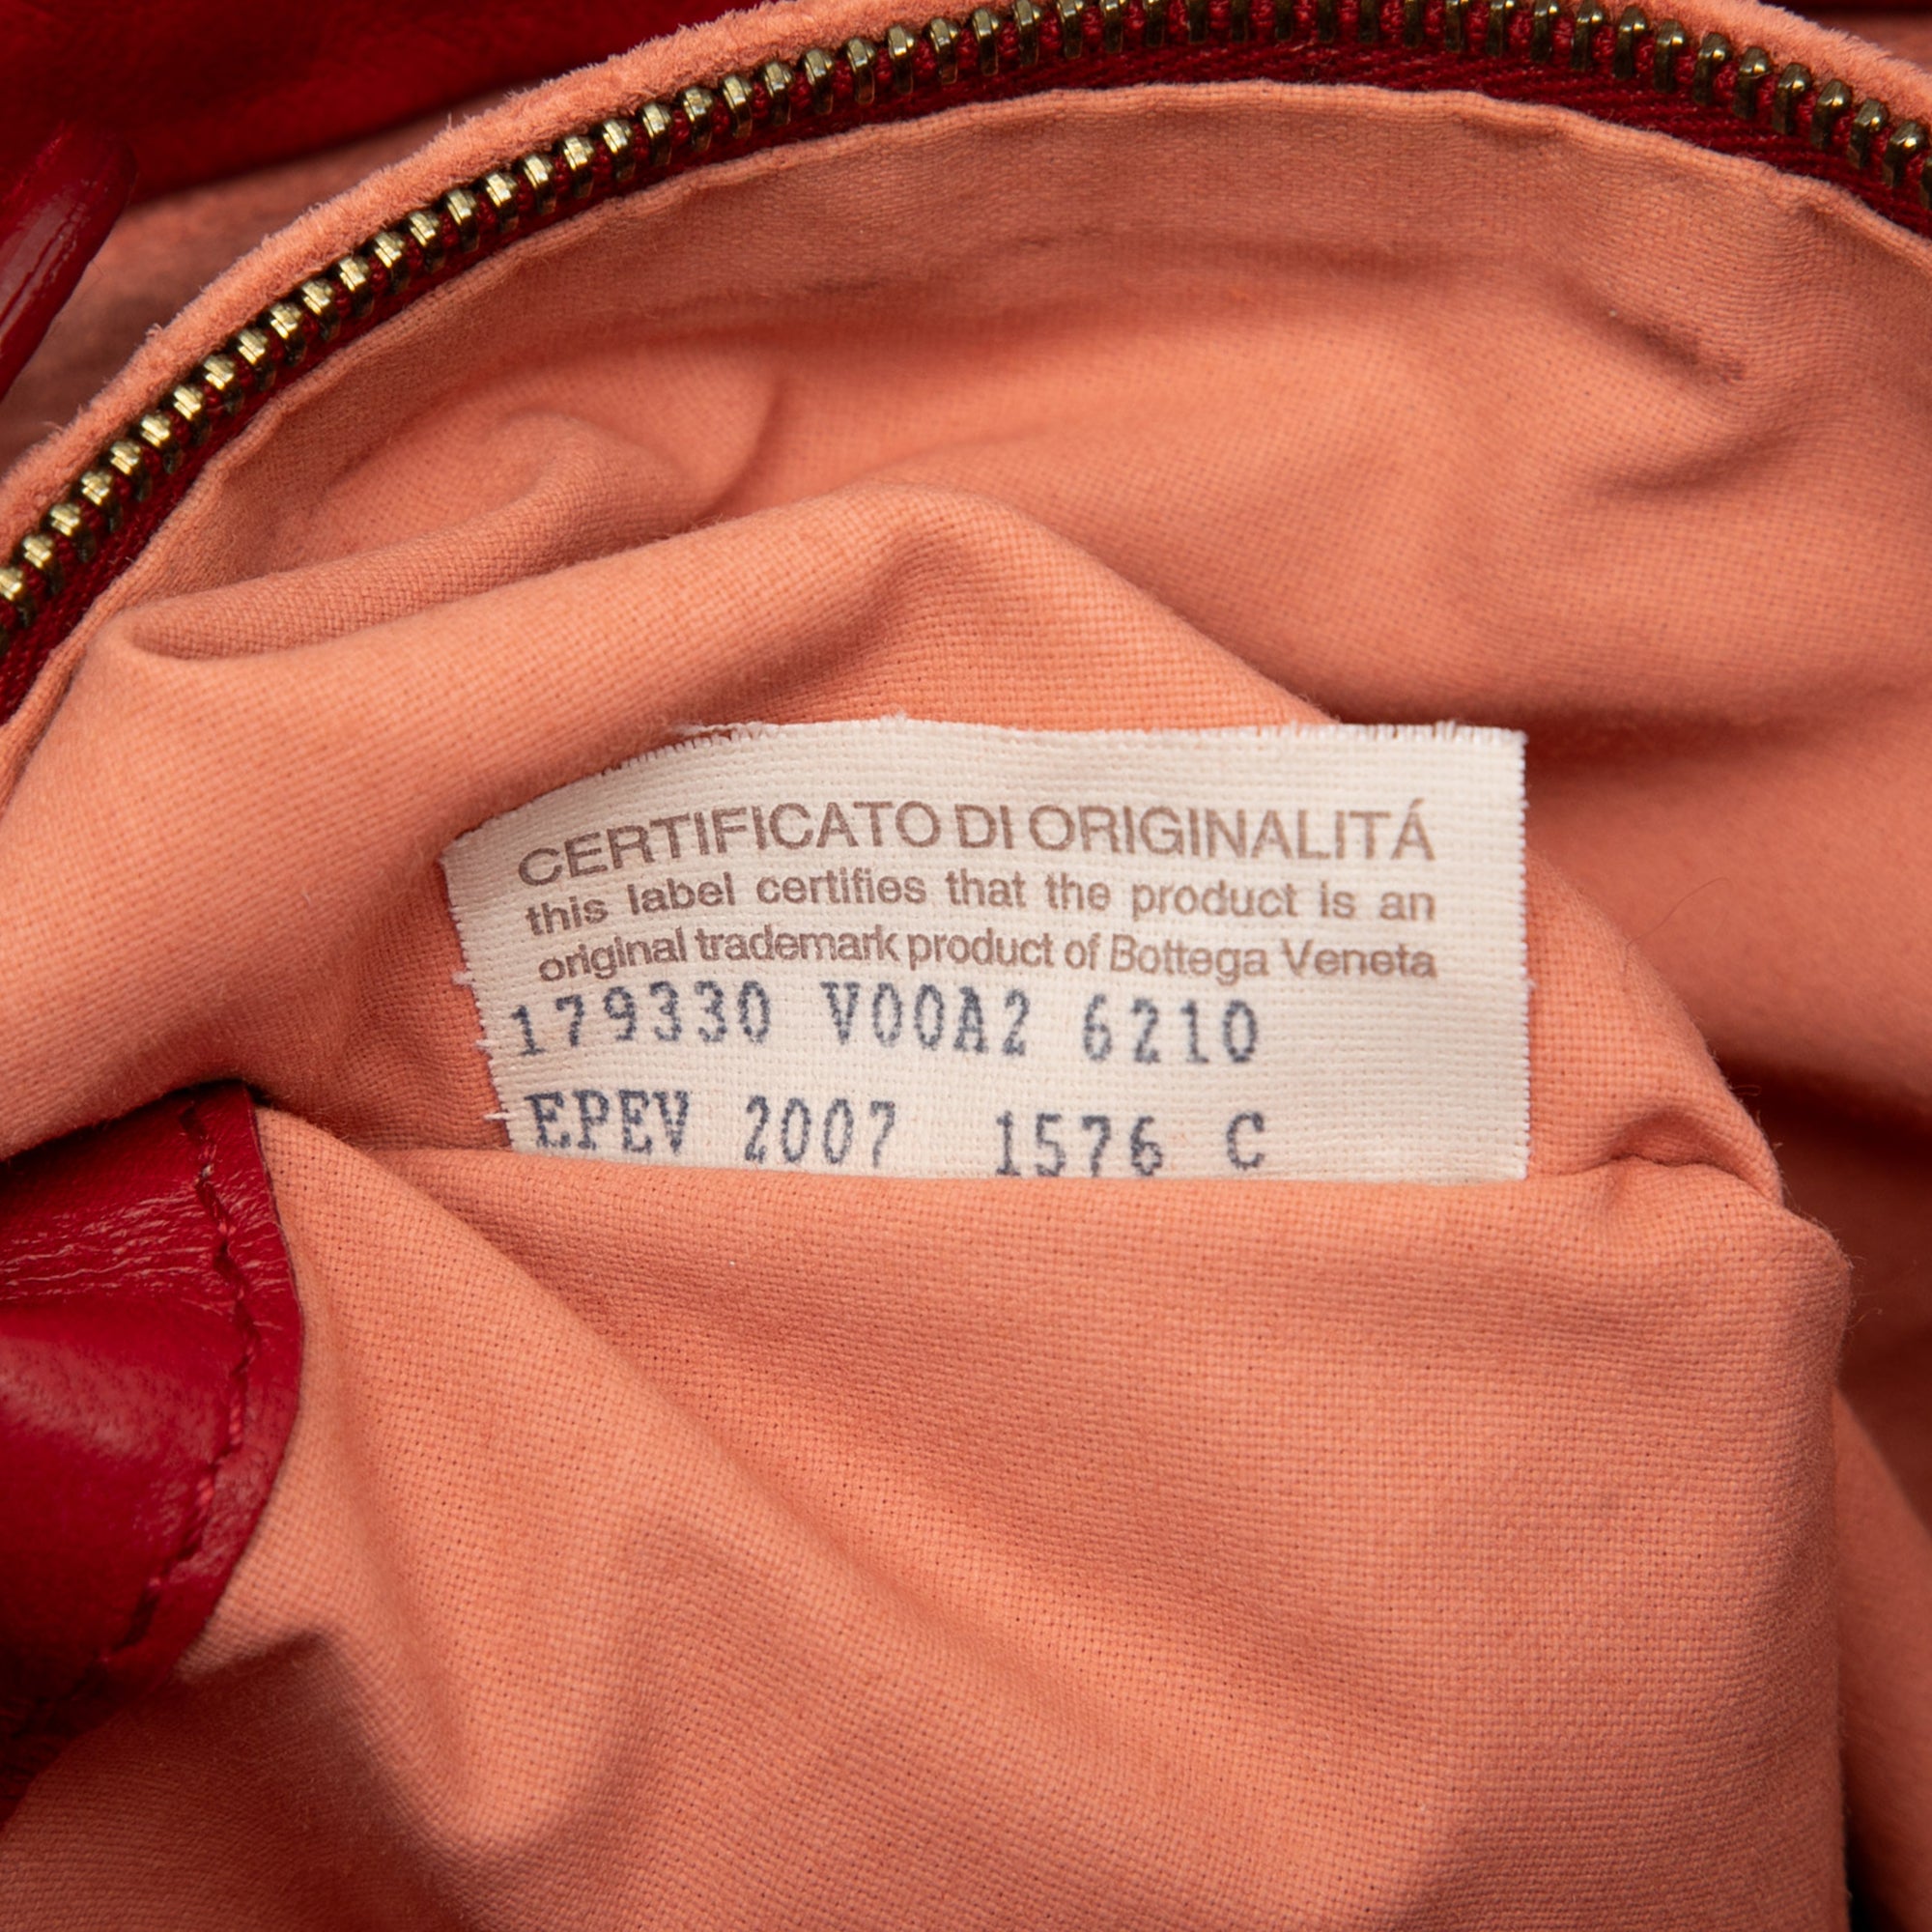 CERTIFICATO DI ORIGINALITÁ
this label certifies that the product is an
original trademark product of Bottega Veneta
179330 V00A2 6210
EPEV 2007 1576 C